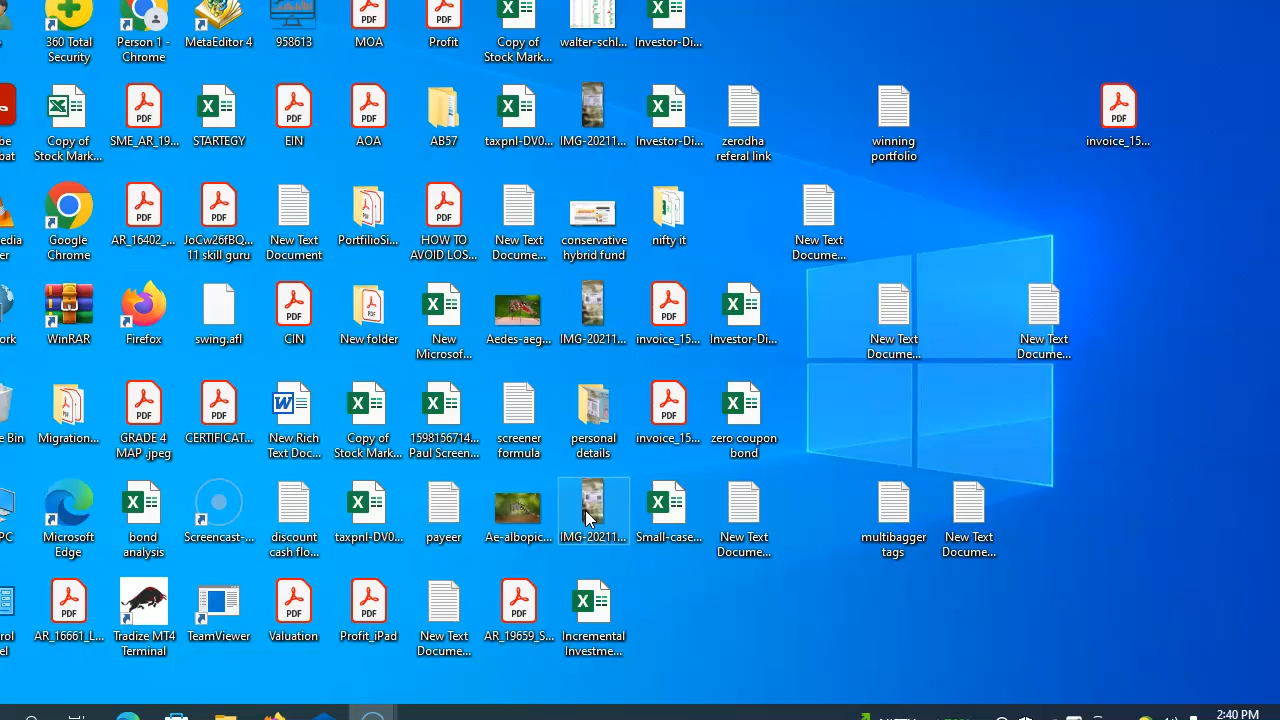 360 Total
Security
Person 1 -
Chrome
MetaEditor 4
958613
MOA
Profit
Copy of
Stock Mark...
walter-schl...
Investor-Di...
Copy of
Stock Mark...
SME_AR_19...
STARTEGY
EIN
AOA
AB57
taxpnl-DV0...
IMG-20211...
Investor-Di...
zerodha
referal link
winning
portfolio
invoice_15...
Google
Chrome
AR_16402_...
JoCw26fBQ...
11 skill guru
New Text
Document
PortfilioSi...
HOW TO
AVOID LOS...
New Text
Docume...
conservative
hybrid fund
nifty it
New Text
Docume...
WinRAR
Firefox
swing.afl
CIN
New folder
New
Microsof...
Aedes-aeg...
IMG-20211...
invoice_15...
Investor-Di...
New Text
Docume...
New Text
Docume...
Bin
Migration...
GRADE 4
MAP .jpeg
CERTIFICAT...
New Rich
Text Doc...
Copy of
Stock Mark...
1598156714...
Paul Screen...
screener
formula
personal
details
invoice_15...
zero coupon
bond
PC
Microsoft
Edge
bond
analysis
Screencast-...
discount
cash flo...
taxpnl-DV0...
payeer
Ae-albopic...
IMG-20211...
Small-case...
New Text
Docume...
multibagger
tags
New Text
Docume...
AR_16661_L...
Tradize MT4
Terminal
TeamViewer
Valuation
Profit_iPad
New Text
Docume...
AR_19659_S...
Incremental
Investme...
2:40 PM